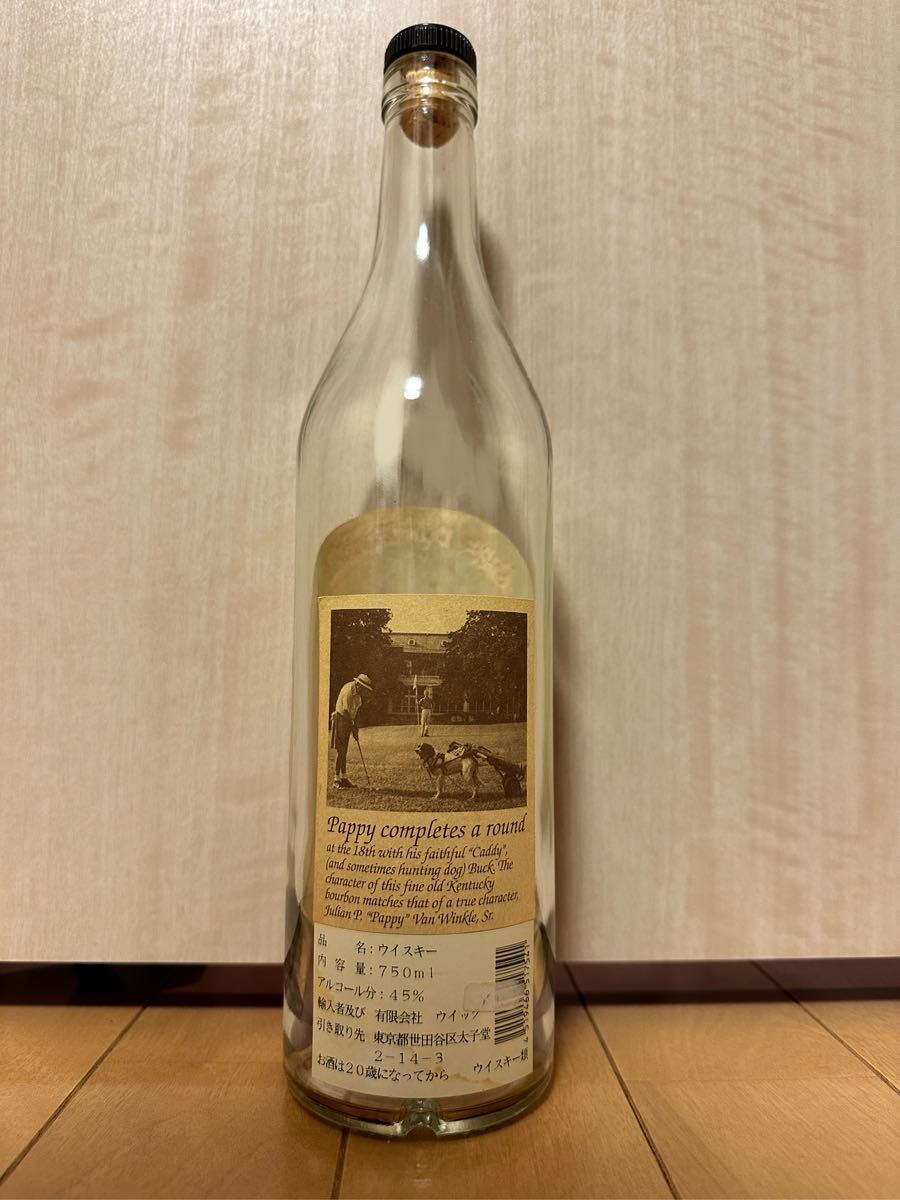 Pappy completes a round
at the 18th with his faithful "Caddy",
(and sometimes hunting dog) Buck. The
character of this fine old Kentucky
bourbon matches that of a true character,
Julian P. "Pappy" Van Winkle, Sr.
品 名:ウイスキー
内容量:750ml
アルコール分:45%
輸入者及び 有限会社 ウイック
引き取り先 東京都世田谷区太子堂
2-14-3
お酒は20歳になってから ウイスキー類